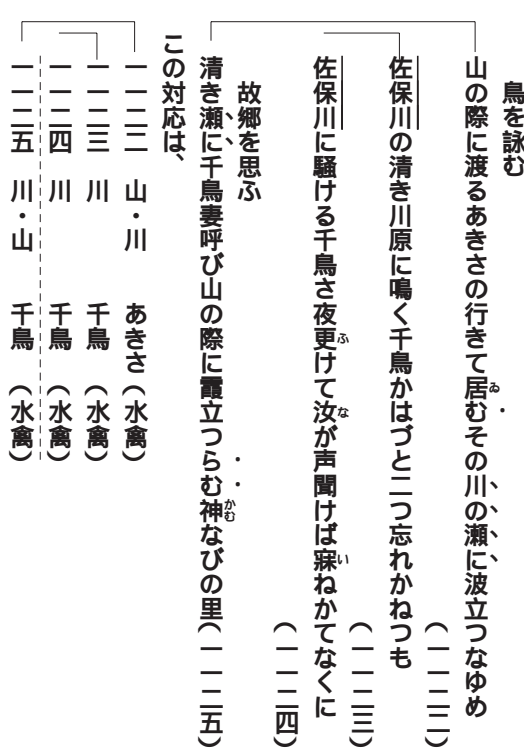 鳥を詠む
山の際に渡るあきさの行きて居むその川の瀬に波立つなゆめ
（一一二二）
佐保川の清き川原に鳴く千鳥かはづと二つ忘れかねつも
（一一二三）
佐保川に騒ける千鳥さ夜更けて汝が声聞けば寐ねかてなくに
（一一二四）
故郷を思ふ
清き瀬に千鳥妻呼び山の際に霞立つらむ神なびの里（一一二五）
この対応は、
一一二二　山・川　あきさ（水禽）
一一二三　川　千鳥（水禽）
一一二四　川　千鳥（水禽）
一一二五　川・山　千鳥（水禽）